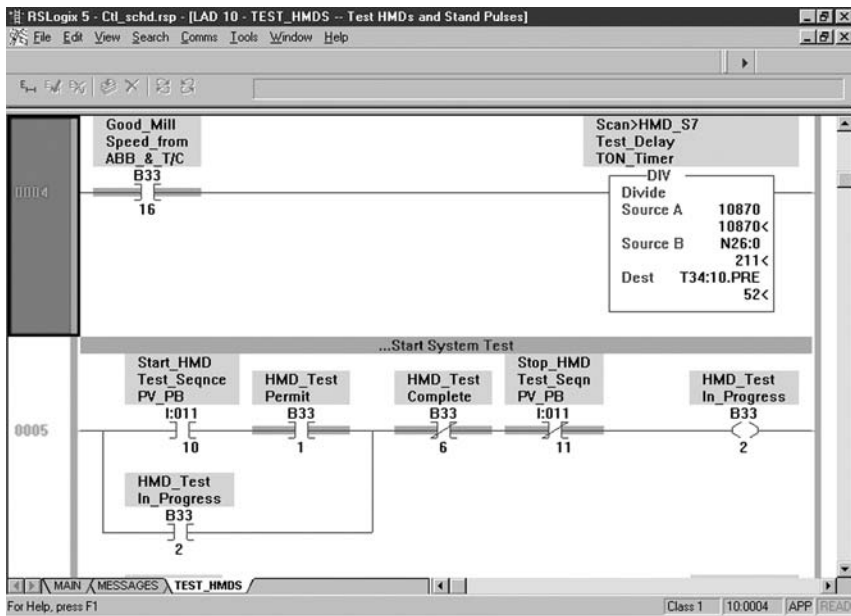 RSLogix 5 - Ctl_schd.rsp - [LAD 10 - TEST_HMDS -- Test HMDs and Stand Pulses]
File Edit View Search Comms Tools Window Help
Good_Mill
Speed_from
ABB_&_T/C
B33
16
Scan>HMD_S7
Test_Delay
TON_Timer
DIV
Divide
Source A 10870
10870<
Source B N26:0
211<
Dest T34:10.PRE
52<
0004
...Start System Test
Start_HMD
Test_Seqnce
PV_PB
I:011
10
HMD_Test
Permit
B33
1
HMD_Test
Complete
B33
6
Stop_HMD
Test_Seqn
PV_PB
I:011
11
HMD_Test
In_Progress
B33
2
0005
HMD_Test
In_Progress
B33
2
MAIN MESSAGES TEST_HMDS
For Help, press F1
Class 1 10:0004 APP READ